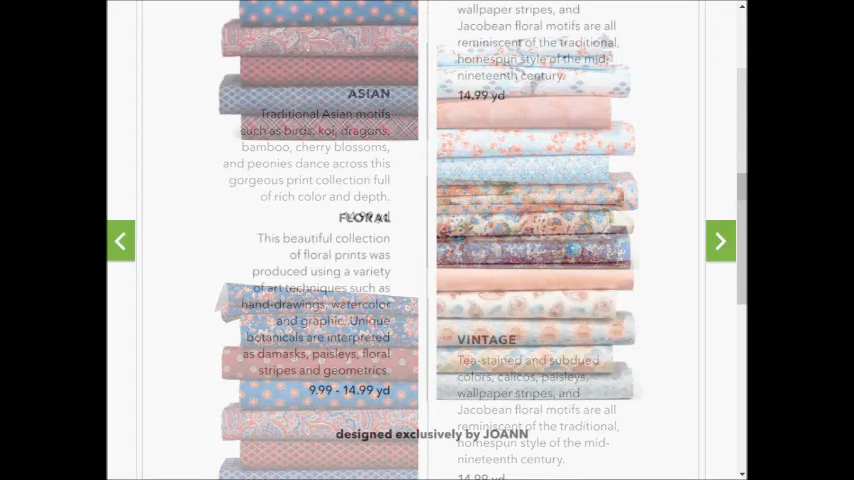 wallpaper stripes, and
Jacobean floral motifs are all
reminiscent of the traditional,
homespun style of the mid-
nineteenth century.
14.99 yd
ASIAN
Traditional Asian motifs
such as birds, koi, dragons,
bamboo, cherry blossoms,
and peonies dance across this
gorgeous print collection full
of rich color and depth.
FLORAL
This beautiful collection
of floral prints was
produced using a variety
of art techniques such as
hand-drawings, watercolor
and graphic. Unique
botanicals are interpreted
as damasks, paisleys, floral
stripes and geometrics.
9.99 - 14.99 yd
VINTAGE
Tea-stained and subdued
colors, calicos, paisleys,
wallpaper stripes, and
Jacobean floral motifs are all
reminiscent of the traditional,
homespun style of the mid-
nineteenth century.
14.99 yd
designed exclusively by JOANN